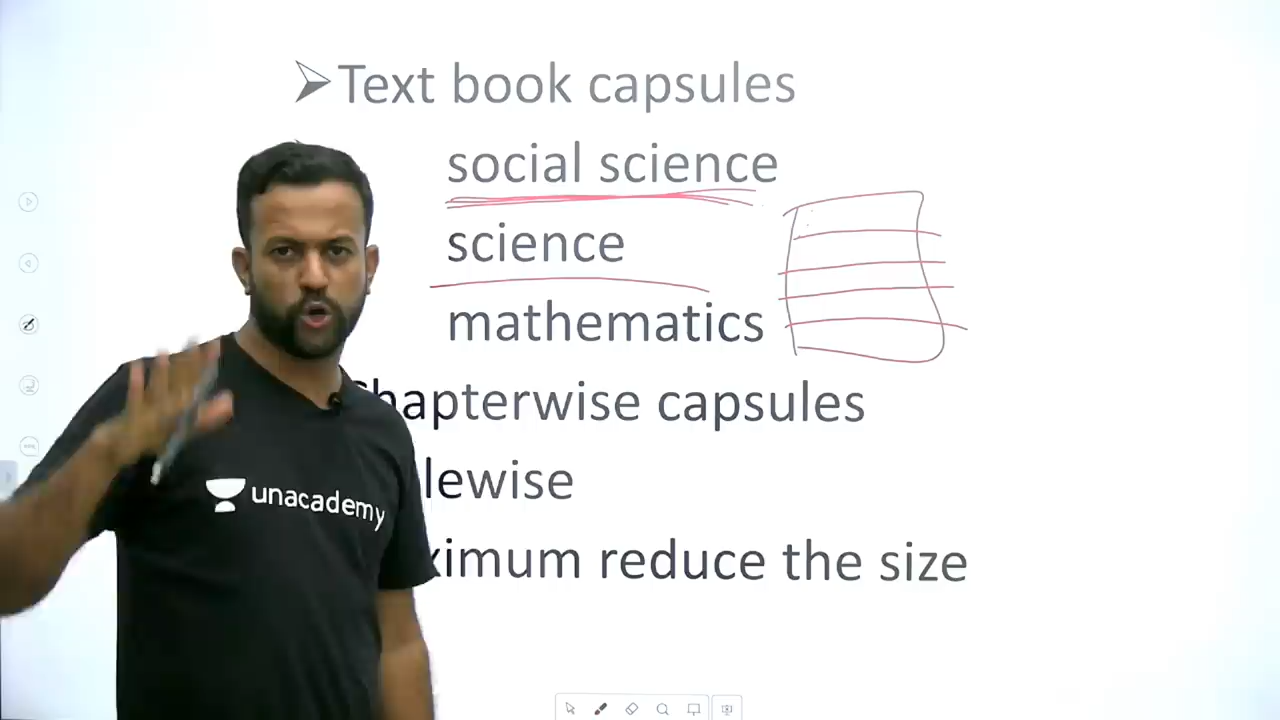 Text book capsules
social science
science
mathematics
hapterwise capsules
lewise
ximum reduce the size
unacademy